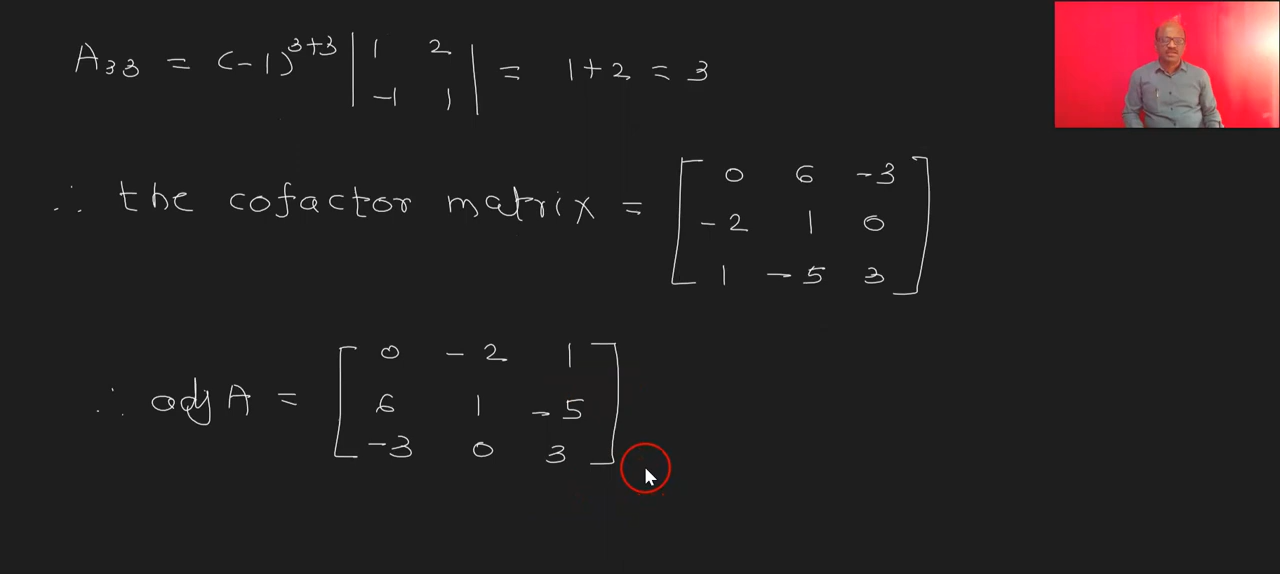 A₃₃ = (-1)³⁺³ | 1 2 | = 1+2 = 3
| -1 1 |
[ 0 6 -3 ]
∴ the cofactor matrix = [ -2 1 0 ]
[ 1 -5 3 ]
[ 0 -2 1 ]
∴ adj A = [ 6 1 -5 ]
[ -3 0 3 ]